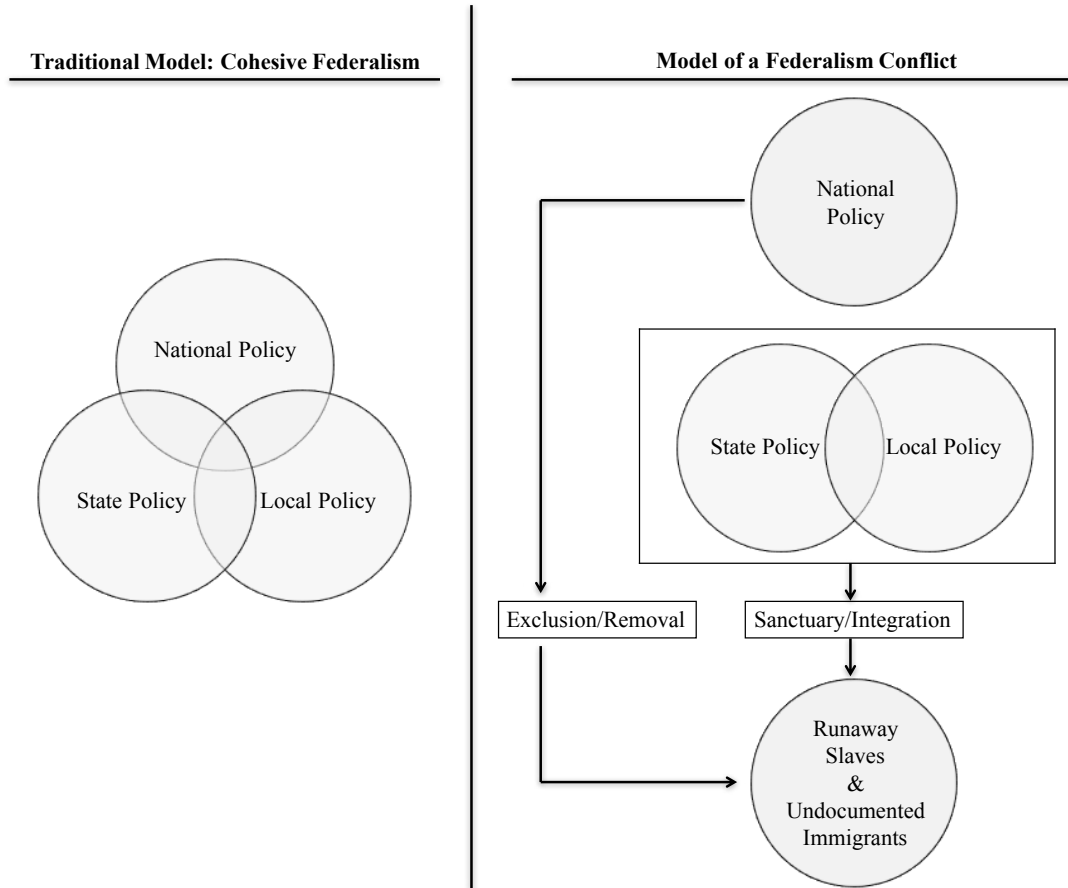 Traditional Model: Cohesive Federalism
National Policy
State Policy
Local Policy
Model of a Federalism Conflict
National
Policy
State Policy
Local Policy
Exclusion/Removal
Sanctuary/Integration
Runaway
Slaves
&
Undocumented
Immigrants